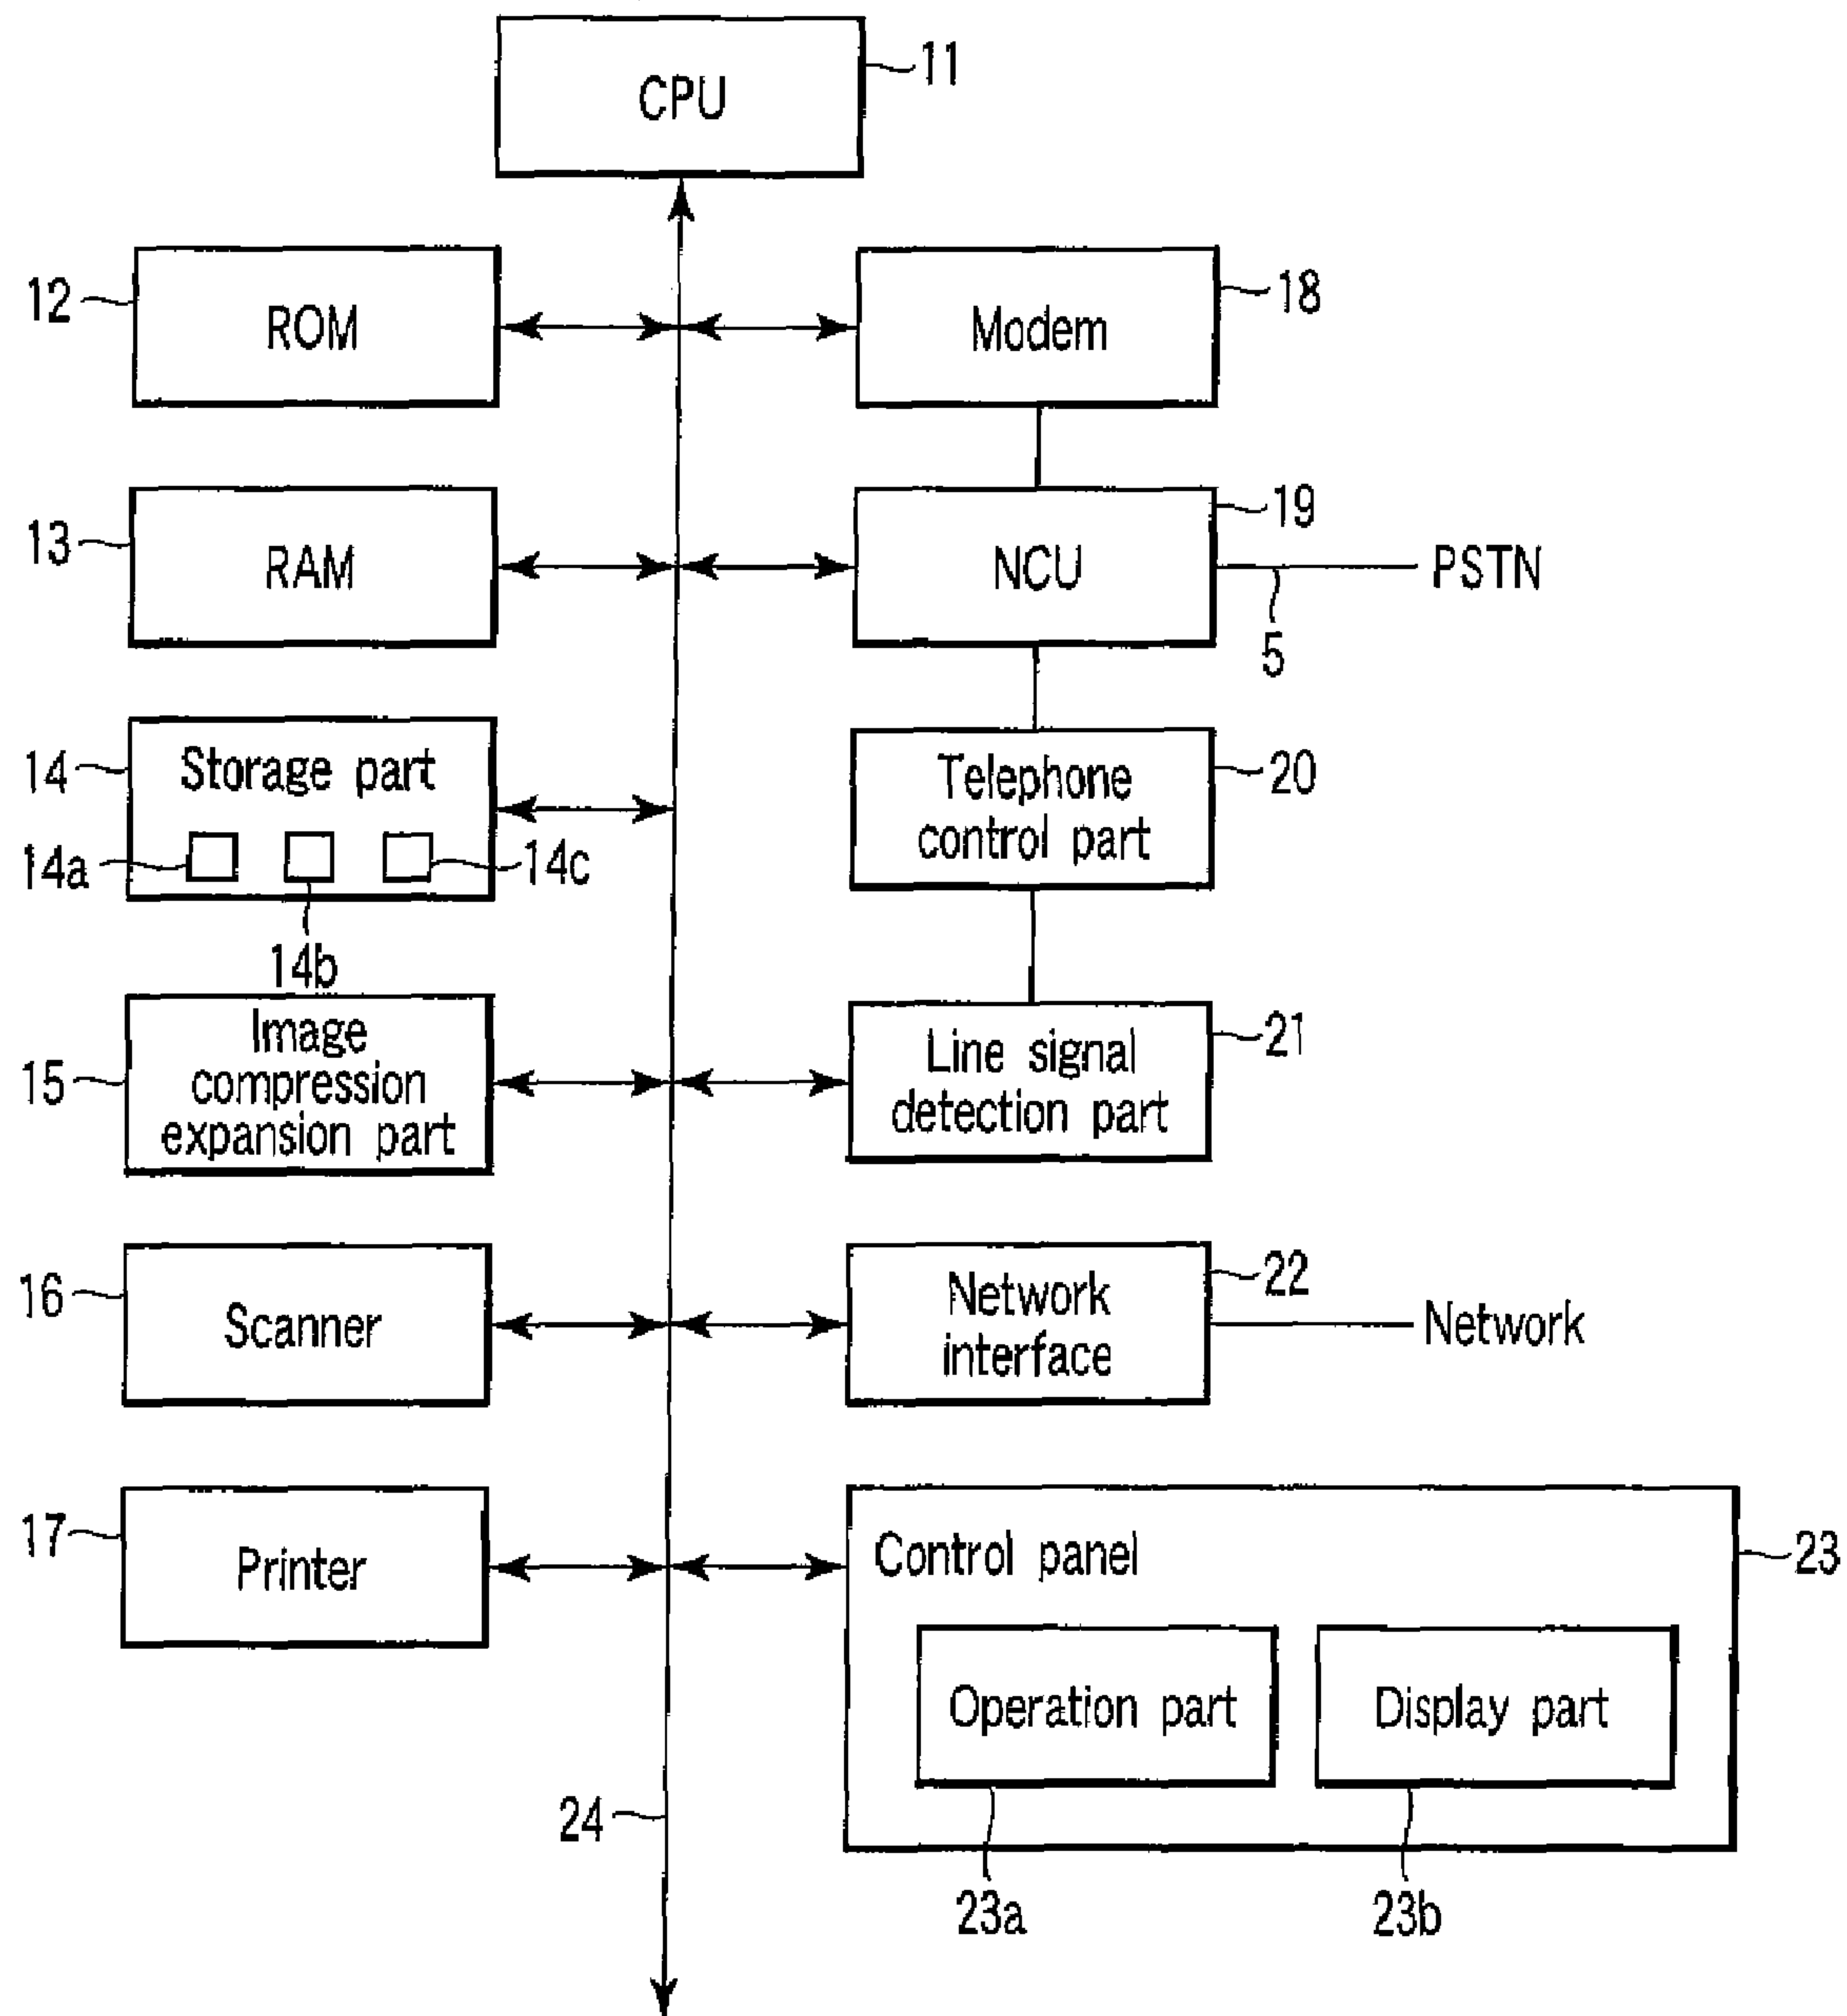 CPU
11
12
ROM
Modem
18
13
RAM
NCU
19
PSTN
5
14
Storage part
14a
14b
14c
Telephone
control part
20
15
Image
compression
expansion part
Line signal
detection part
21
16
Scanner
Network
interface
22
Network
17
Printer
Control panel
23
Operation part
Display part
23a
23b
24